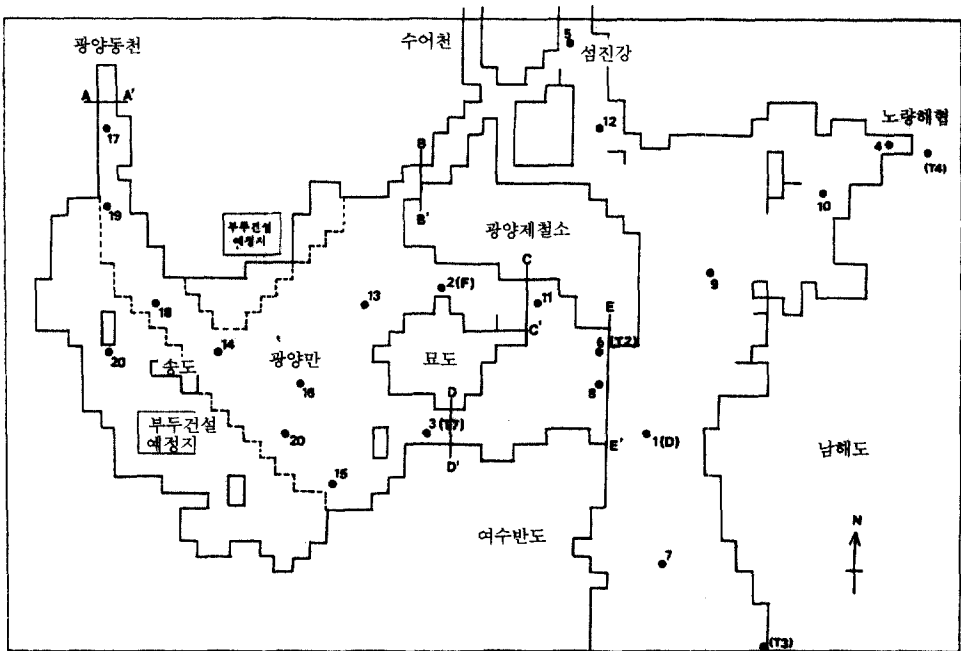 광양동천
수어천
5
섬진강
A A'
17
12
노량해협
4
(T4)
B
10
19
B'
부두건설
예정지
광양제철소
C
2(F)
9
18
13
11
E
C'
14
6 (T2)
20
송도
광양만
묘도
16
8
D
부두건설
예정지
20
3(T7)
E'
1(D)
D'
남해도
15
여수반도
N
7
(T3)